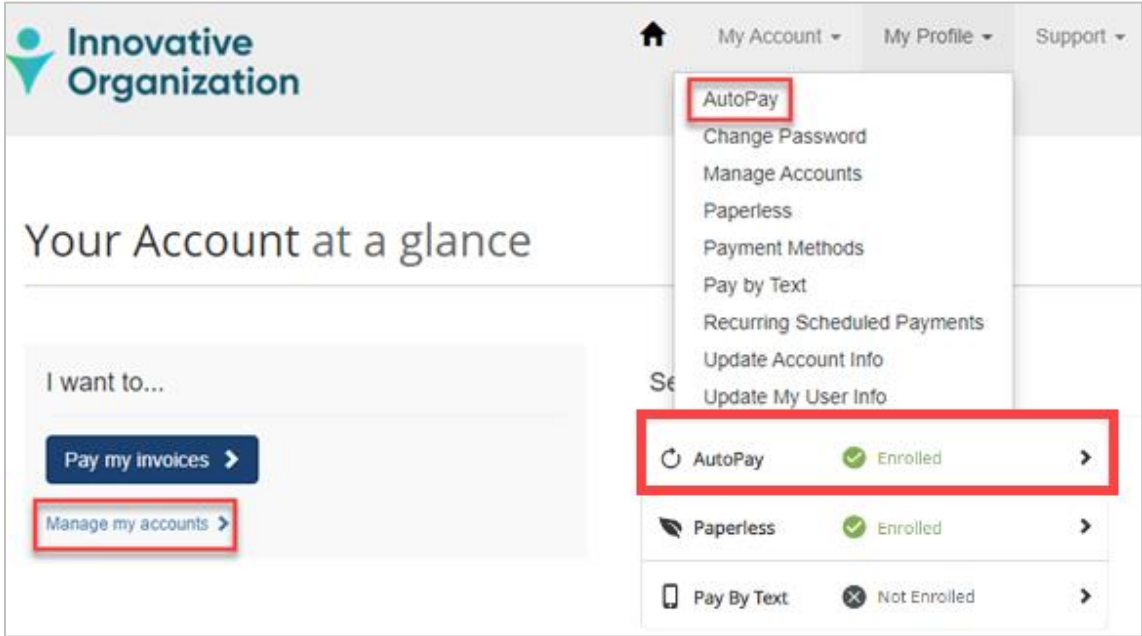 Innovative
Organization
My Account
My Profile
Support
AutoPay
Change Password
Manage Accounts
Paperless
Payment Methods
Pay by Text
Recurring Scheduled Payments
Update Account Info
Update My User Info
Your Account at a glance
I want to...
Pay my invoices
Manage my accounts
AutoPay Enrolled
Paperless Enrolled
Pay By Text Not Enrolled